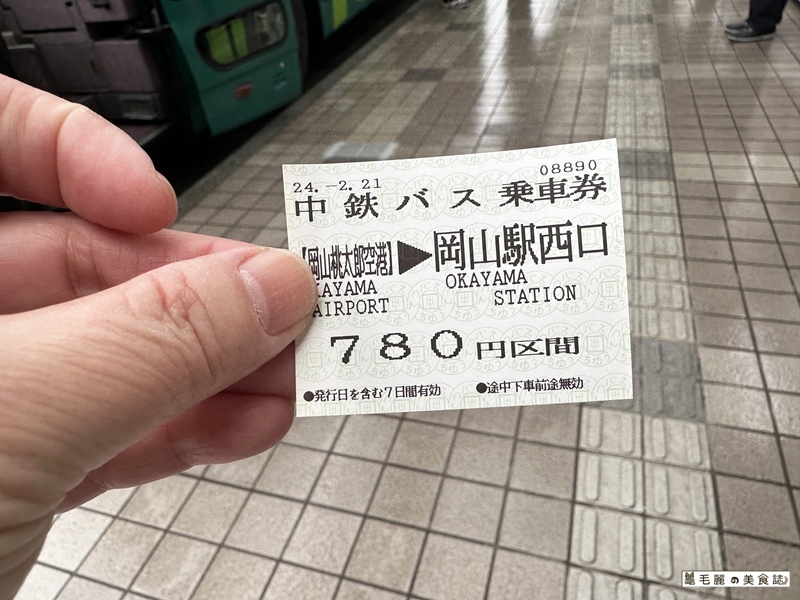 24.-2.21
08890
中鉄バス 乗車券
【岡山桃太郎空港】▶岡山駅西口
KAYAMA OKAYAMA
AIRPORT STATION
780円区間
●発行日を含む7日間有効 ●途中下車前途無効
毛麗の美食誌